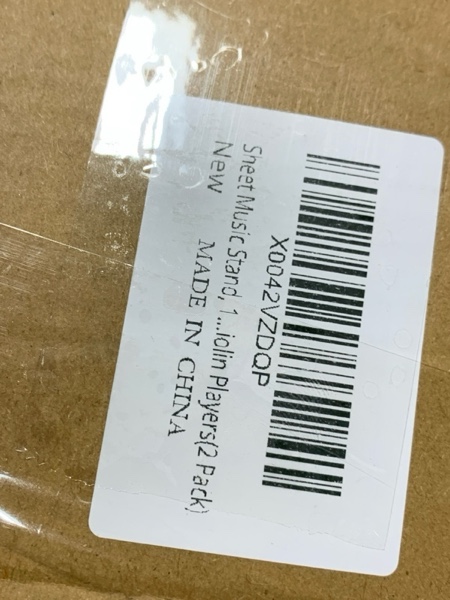 X0042VZDQP
Sheet Music Stand, 1...iolin Players(2 Pack)
New
MADE IN CHINA